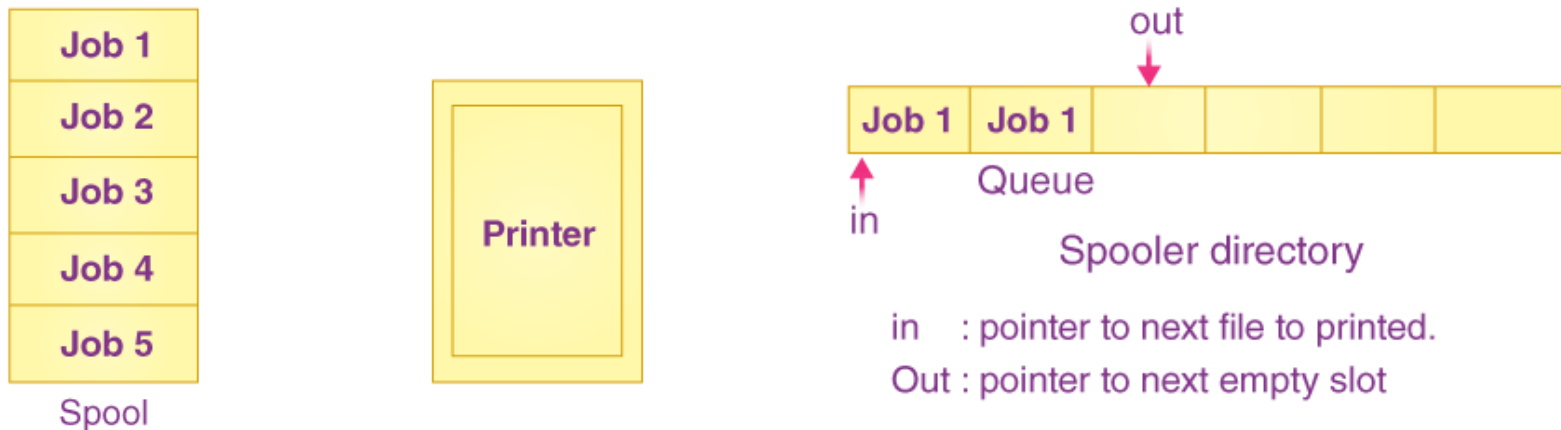 Job 1
Job 2
Job 3
Job 4
Job 5
Spool
Printer
out
Job 1 Job 1
Queue
in
Spooler directory
in : pointer to next file to printed.
Out : pointer to next empty slot